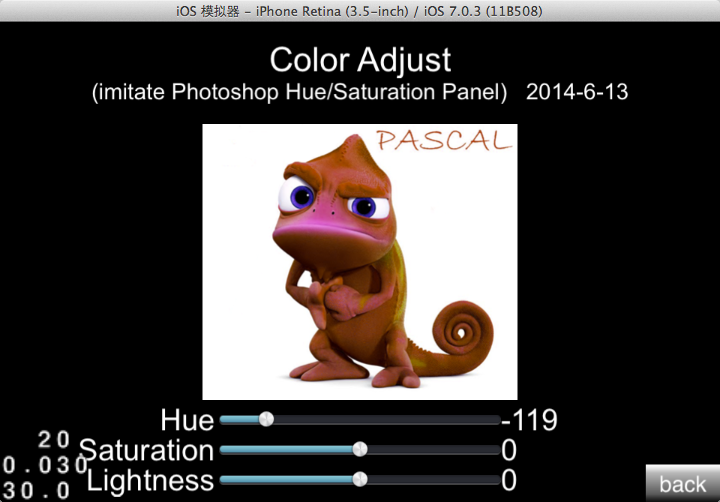 iOS 模拟器 – iPhone Retina (3.5-inch) / iOS 7.0.3 (11B508)
Color Adjust
(imitate Photoshop Hue/Saturation Panel) 2014-6-13
PASCAL
Hue -119
Saturation 0
Lightness 0
20
0.030
30.0
back